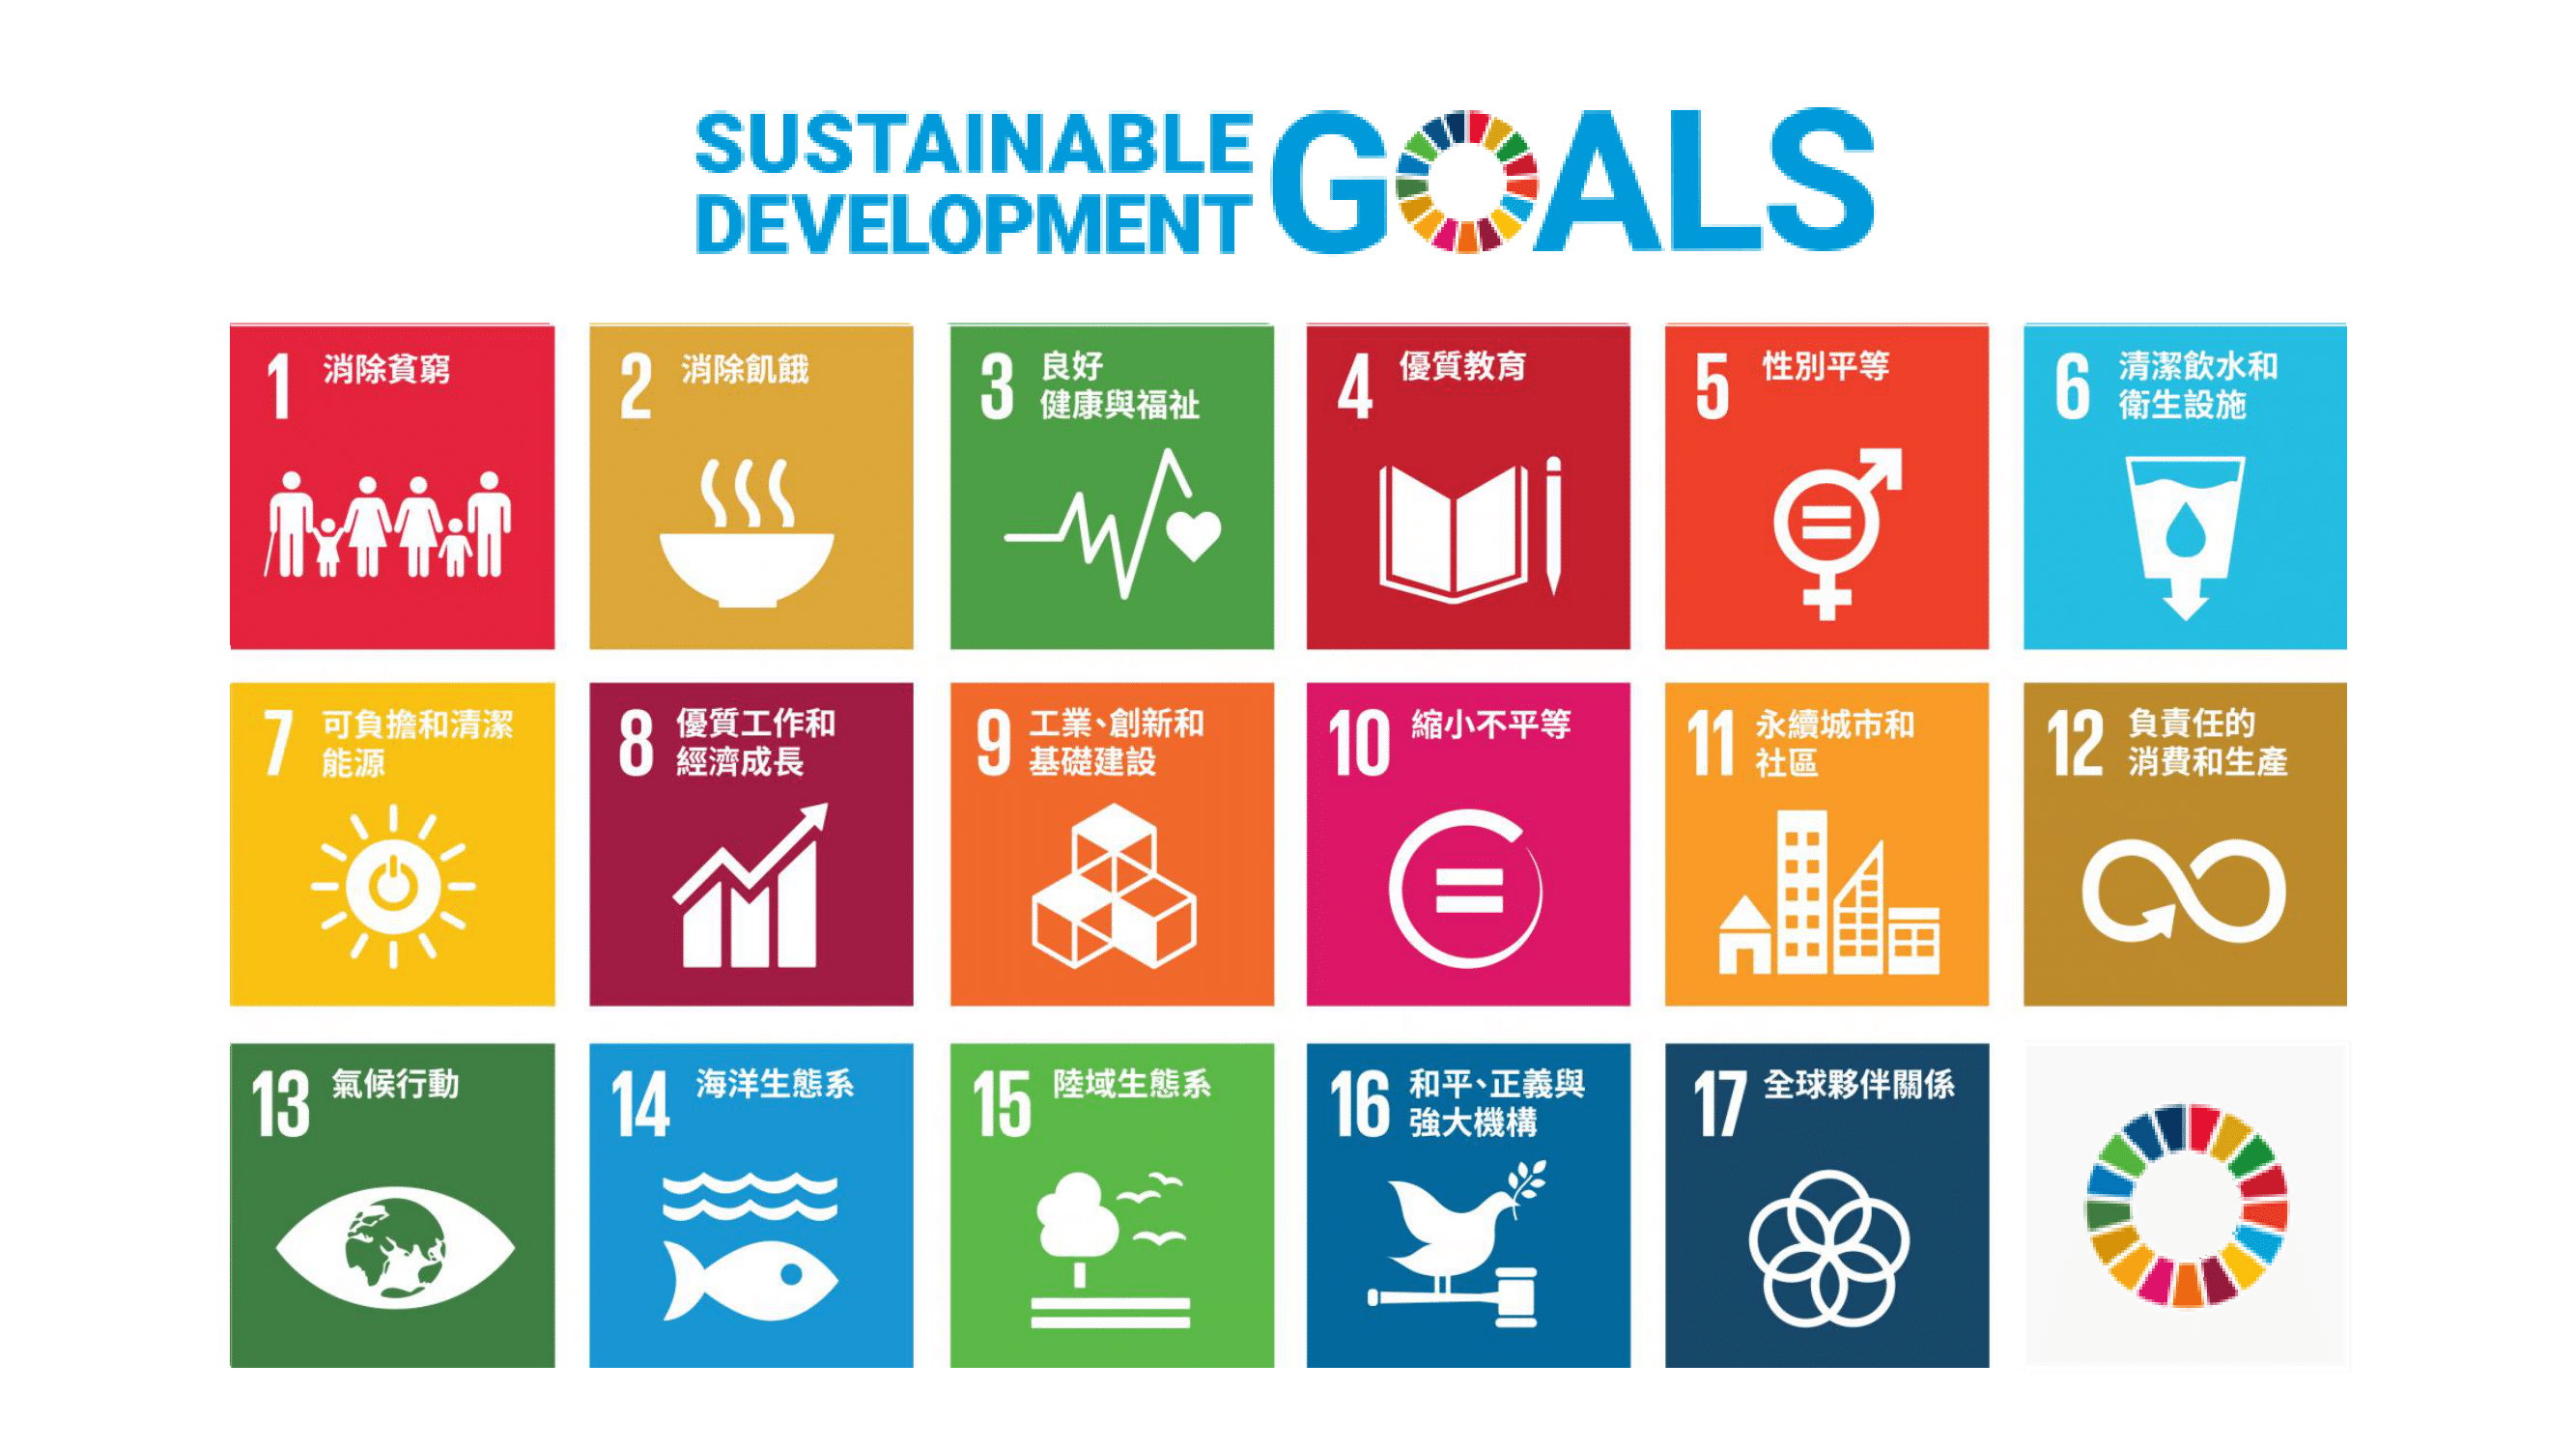 SUSTAINABLE
DEVELOPMENT
GOALS
1 消除貧窮
2 消除飢餓
3 良好
健康與福祉
4 優質教育
5 性別平等
6 清潔飲水和
衛生設施
7 可負擔和清潔
能源
8 優質工作和
經濟成長
9 工業、創新和
基礎建設
10 縮小不平等
11 永續城市和
社區
12 負責任的
消費和生產
13 氣候行動
14 海洋生態系
15 陸域生態系
16 和平、正義與
強大機構
17 全球夥伴關係